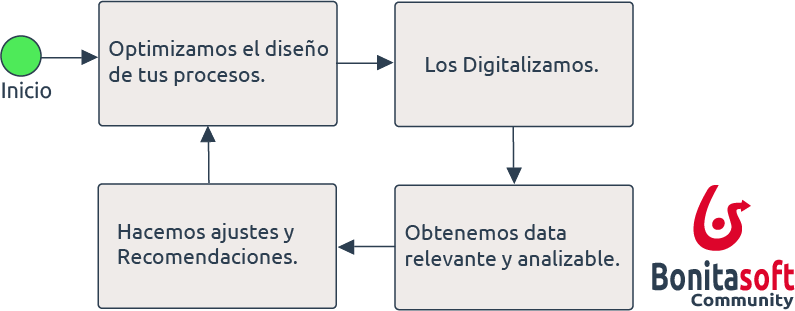 Inicio
Optimizamos el diseño
de tus procesos.
Los Digitalizamos.
Obtenemos data
relevante y analizable.
Hacemos ajustes y
Recomendaciones.
Bonitasoft
Community